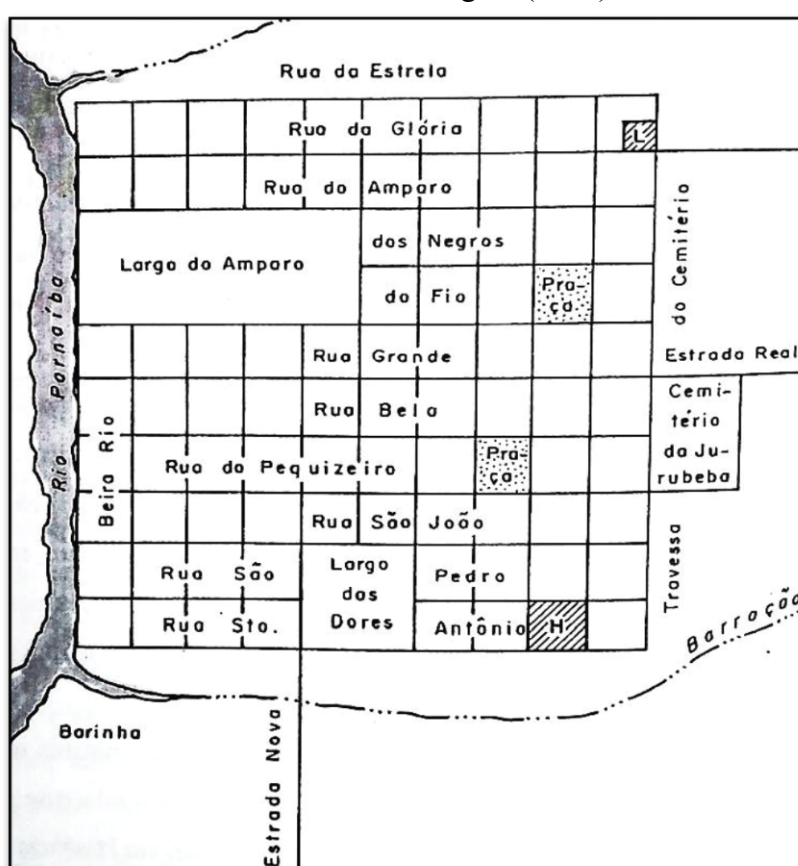 Rua da Estrela
Rua da Glória
L
Rua do Amparo
dos Negros
Largo do Amparo
do Fio
Pra-
ça
do Cemitério
Rio Parnaíba
Rua Grande
Estrada Real
Rua Bela
Cemi-
tério
da Ju-
rubeba
Beira Rio
Rua do Pequizeiro
Pra-
ça
Rua São João
Travessa
Rua São
Largo
das
Dores
Pedro
Rua Sto.
Antônio
H
Barração
Barinha
Estrada Nova